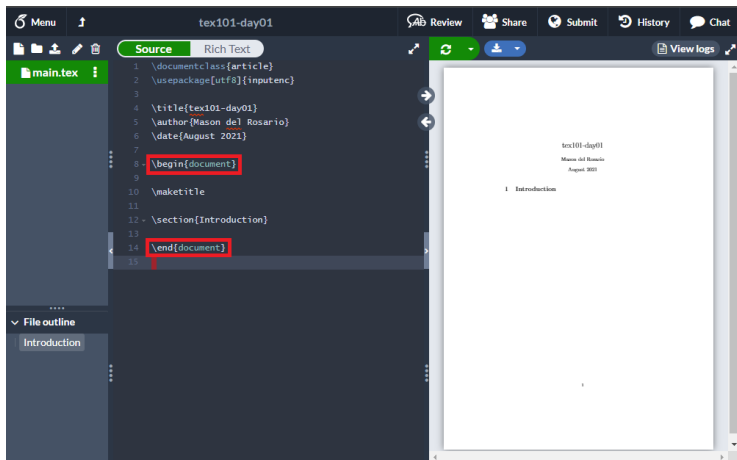 Menu
tex101-day01
Review
Share
Submit
History
Chat
main.tex
Source
Rich Text
View logs
1 \documentclass{article}
2 \usepackage[utf8]{inputenc}
3
4 \title{tex101-day01}
5 \author{Mason del Rosario}
6 \date{August 2021}
7
8 \begin{document}
9
10 \maketitle
11
12 \section{Introduction}
13
14 \end{document}
15
File outline
Introduction
tex101-day01
Mason del Rosario
August 2021
1 Introduction
1